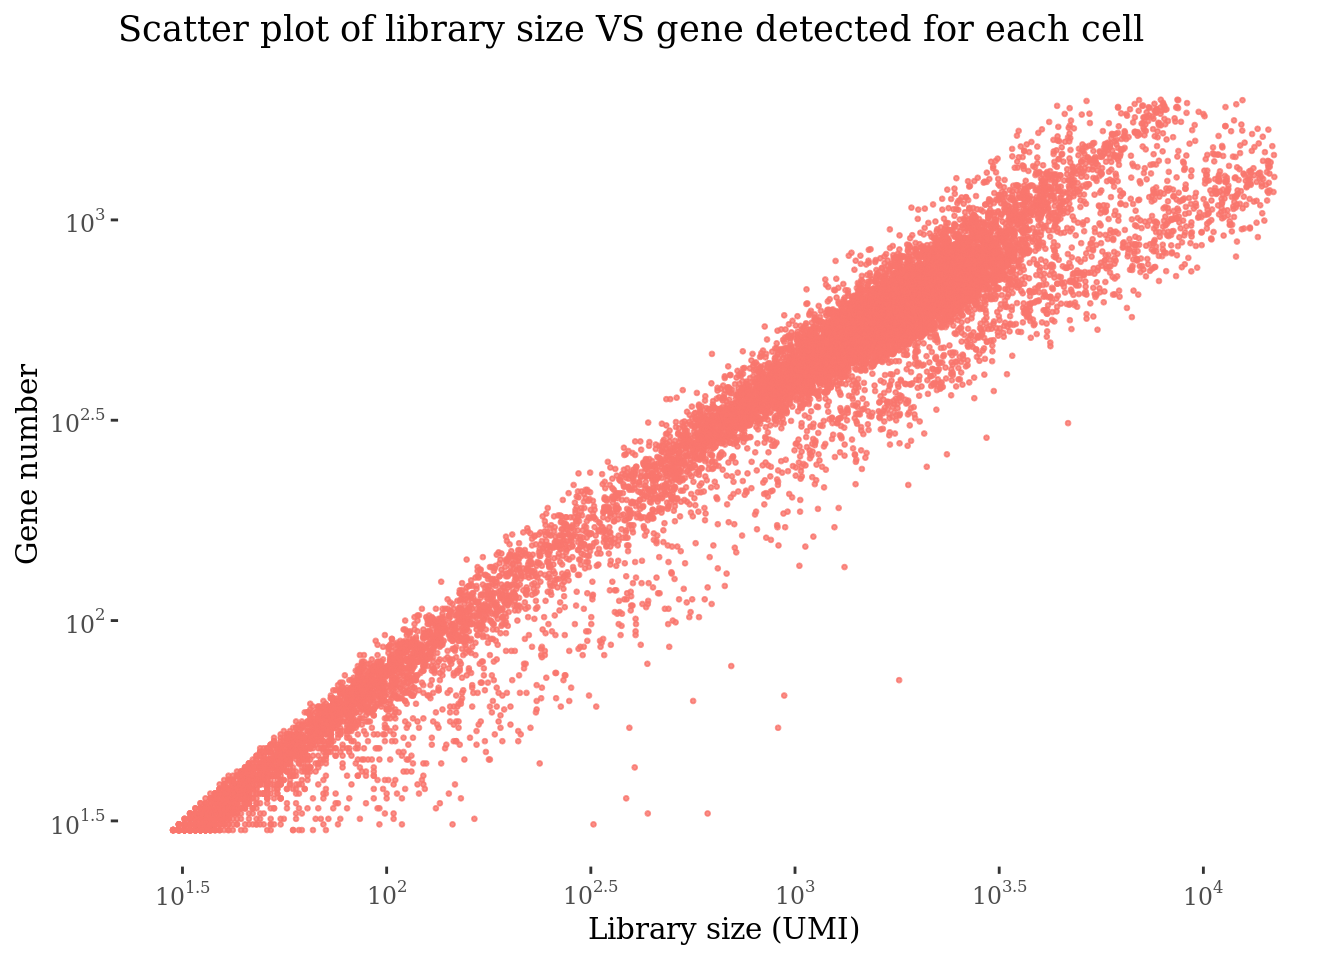 Scatter plot of library size VS gene detected for each cell
Gene number
10^3
10^2.5
10^2
10^1.5
10^1.5 10^2 10^2.5 10^3 10^3.5 10^4
Library size (UMI)